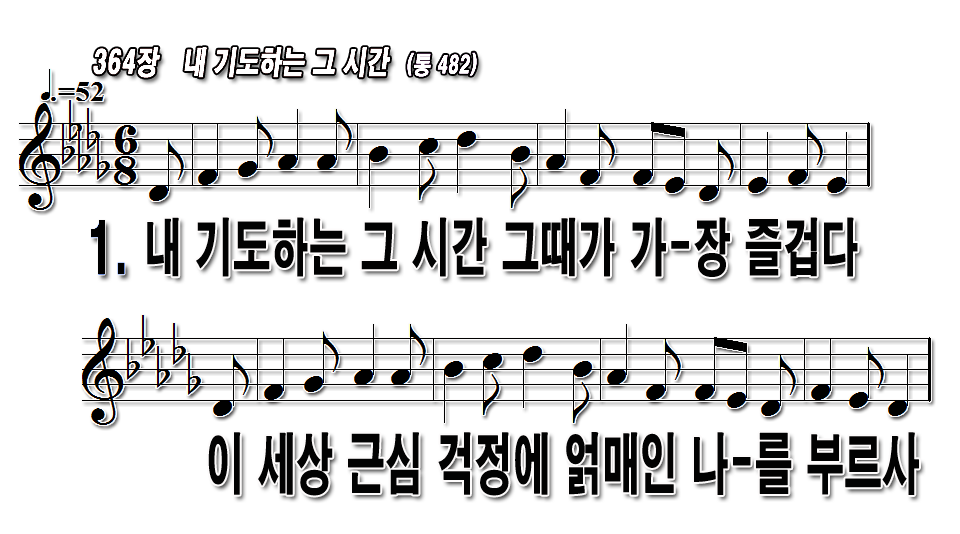 364장 내 기도하는 그 시간 (통 482)
♩.=52
6
8
1. 내 기도하는 그 시간 그때가 가-장 즐겁다
이 세상 근심 걱정에 얽매인 나-를 부르사